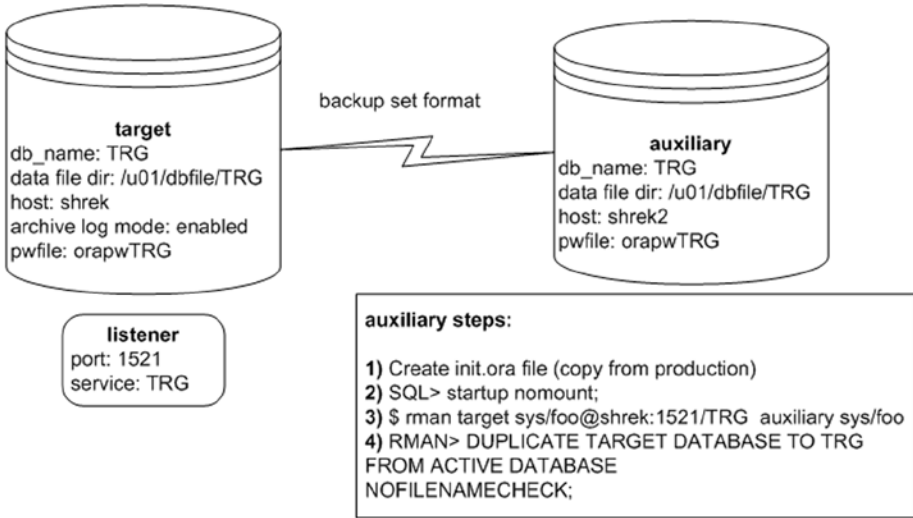 target
db_name: TRG
data file dir: /u01/dbfile/TRG
host: shrek
archive log mode: enabled
pwfile: orapwTRG
backup set format
auxiliary
db_name: TRG
data file dir: /u01/dbfile/TRG
host: shrek2
pwfile: orapwTRG
listener
port: 1521
service: TRG
auxiliary steps:
1) Create init.ora file (copy from production)
2) SQL> startup nomount;
3) $ rman target sys/foo@shrek:1521/TRG auxiliary sys/foo
4) RMAN> DUPLICATE TARGET DATABASE TO TRG
FROM ACTIVE DATABASE
NOFILENAMECHECK;